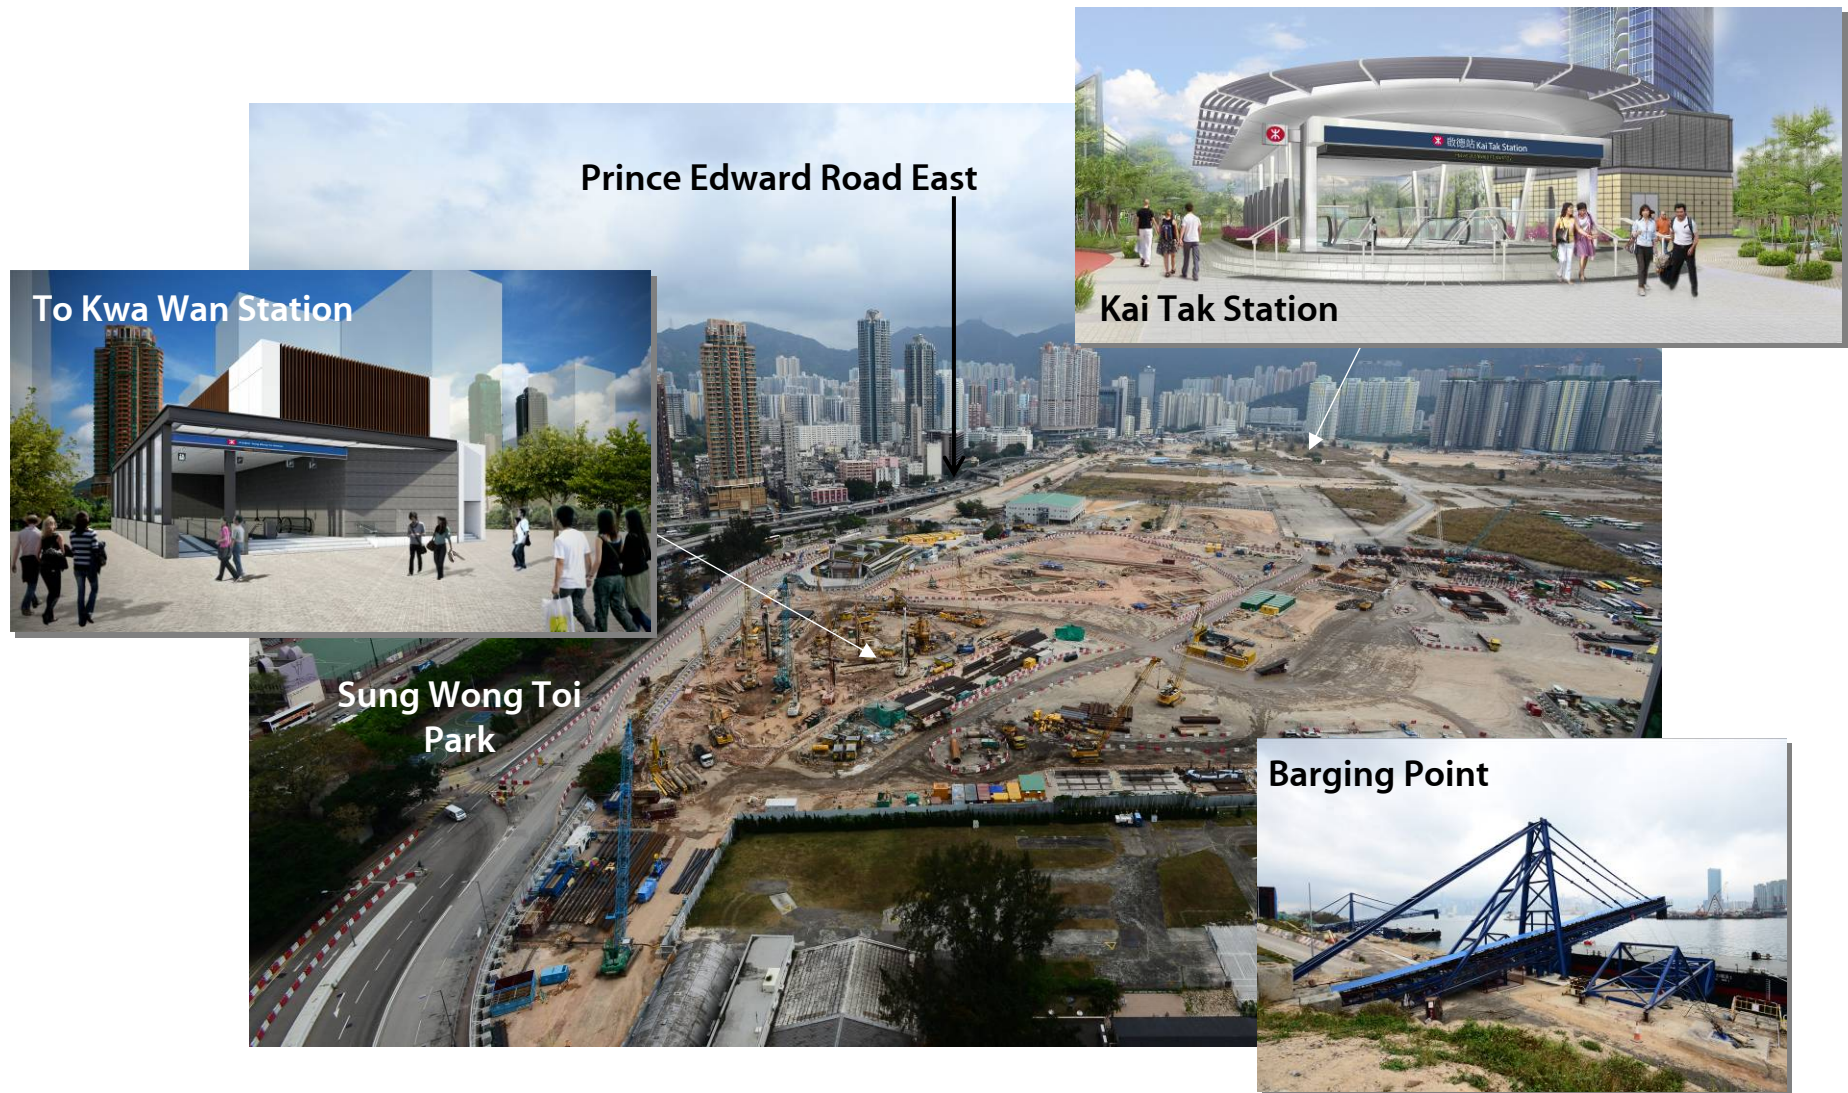 Prince Edward Road East
啟德站 Kai Tak Station
Kai Tak Station
To Kwa Wan Station
Sung Wong Toi
Park
Barging Point